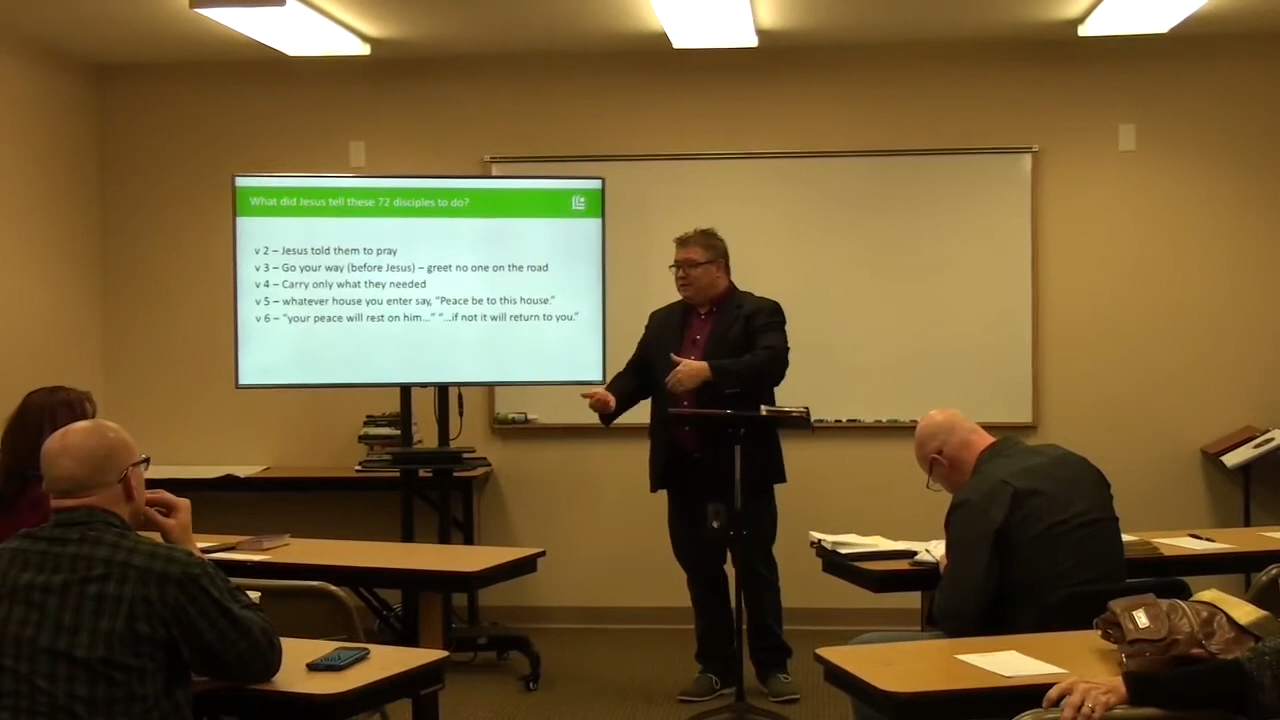 What did Jesus tell these 72 disciples to do?
v 2 – Jesus told them to pray
v 3 – Go your way (before Jesus) – greet no one on the road
v 4 – Carry only what they needed
v 5 – whatever house you enter say, “Peace be to this house.”
v 6 – “your peace will rest on him…” “…if not it will return to you.”